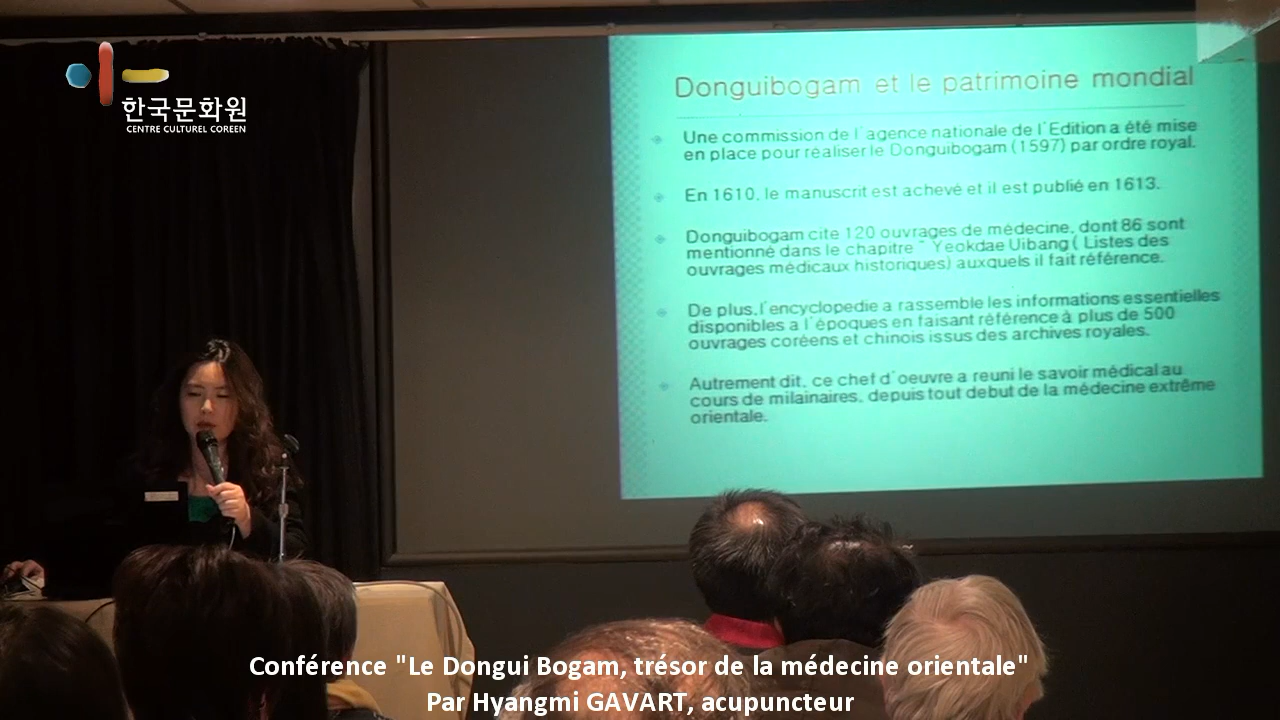 한국문화원
CENTRE CULTUREL COREEN
Donguibogam et le patrimoine mondial
Une commission de l´agence nationale de l´Edition a été mise
en place pour réaliser le Donguibogam (1597) par ordre royal.
En 1610, le manuscrit est achevé et il est publié en 1613.
Donguibogam cite 120 ouvrages de médecine, dont 86 sont
mentionné dans le chapitre ¨ Yeokdae Uibang ( Listes des
ouvrages médicaux historiques) auxquels il fait référence.
De plus, l´encyclopedie a rassemble les informations essentielles
disponibles a l´époques en faisant référence à plus de 500
ouvrages coréens et chinois issus des archives royales.
Autrement dit, ce chef d´oeuvre a reuni le savoir médical au
cours de milainaires, depuis tout debut de la médecine extrême
orientale.
Conférence "Le Dongui Bogam, trésor de la médecine orientale"
Par Hyangmi GAVART, acupuncteur